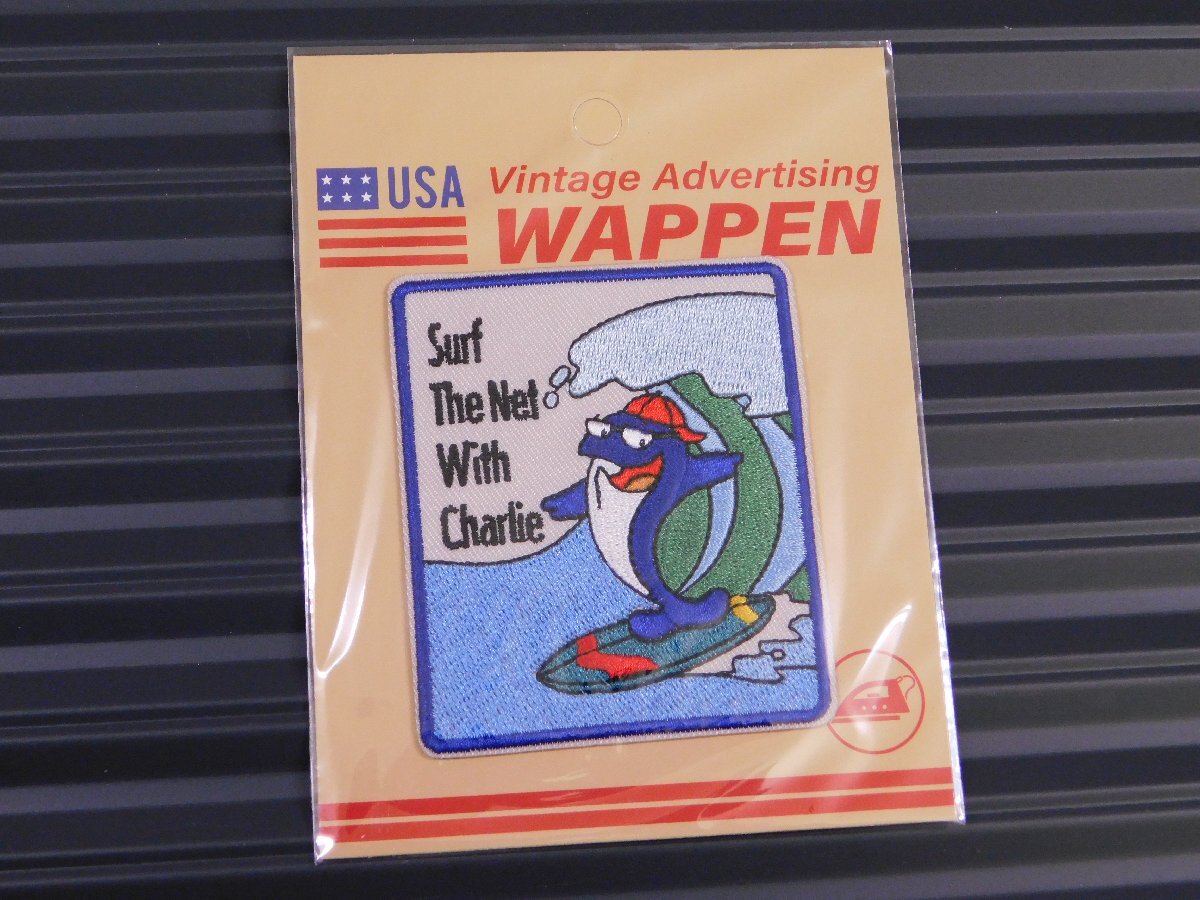 USA
Vintage Advertising
WAPPEN
Surf
The Net
With
Charlie